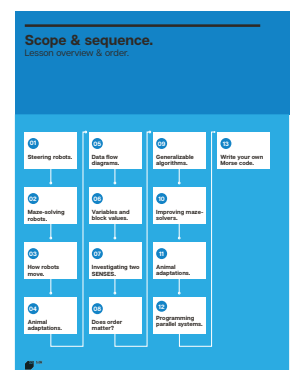 Scope & sequence.
Lesson overview & order.
01
Steering robots.
02
Maze-solving
robots.
03
How robots
move.
04
Animal
adaptations.
05
Data flow
diagrams.
06
Variables and
block values.
07
Investigating two
SENSES.
08
Does order
matter?
09
Generalizable
algorithms.
10
Improving maze-
solvers.
11
Animal
adaptations.
12
Programming
parallel systems.
13
Write your own
Morse code.